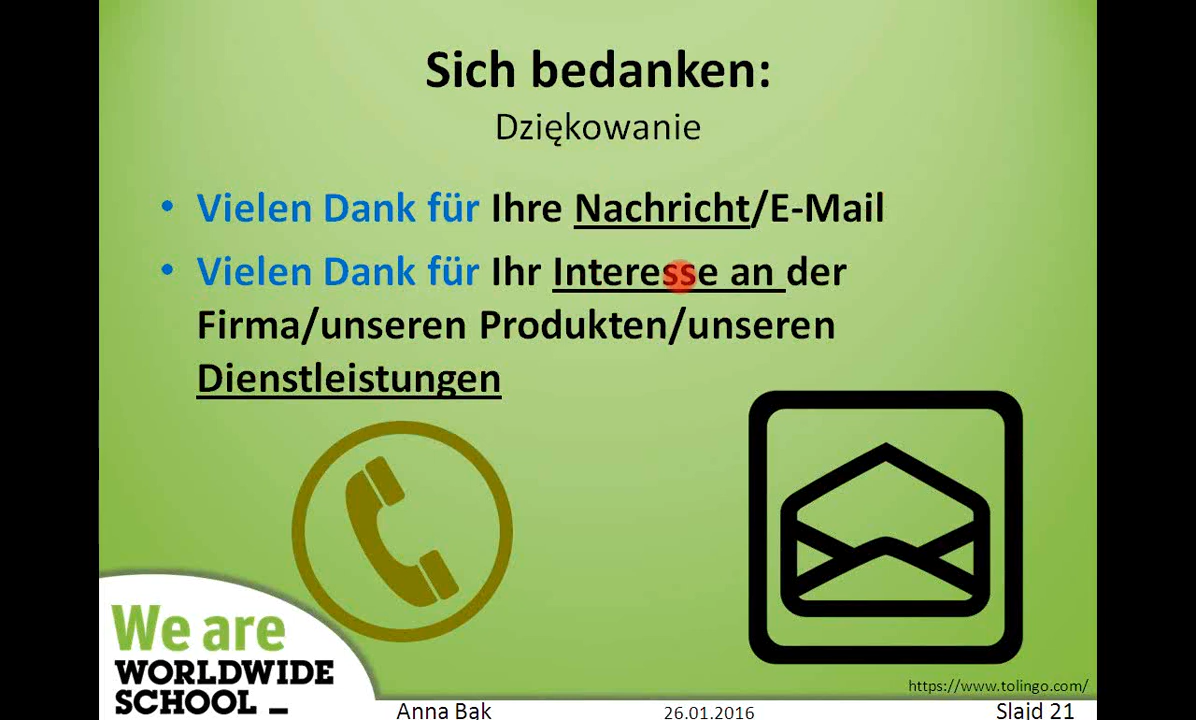 Sich bedanken:
Dziękowanie
• Vielen Dank für Ihre Nachricht/E-Mail
• Vielen Dank für Ihr Interesse an der
Firma/unseren Produkten/unseren
Dienstleistungen
We are
WORLDWIDE
SCHOOL _
https://www.tolingo.com/
Anna Bąk
26.01.2016
Slajd 21